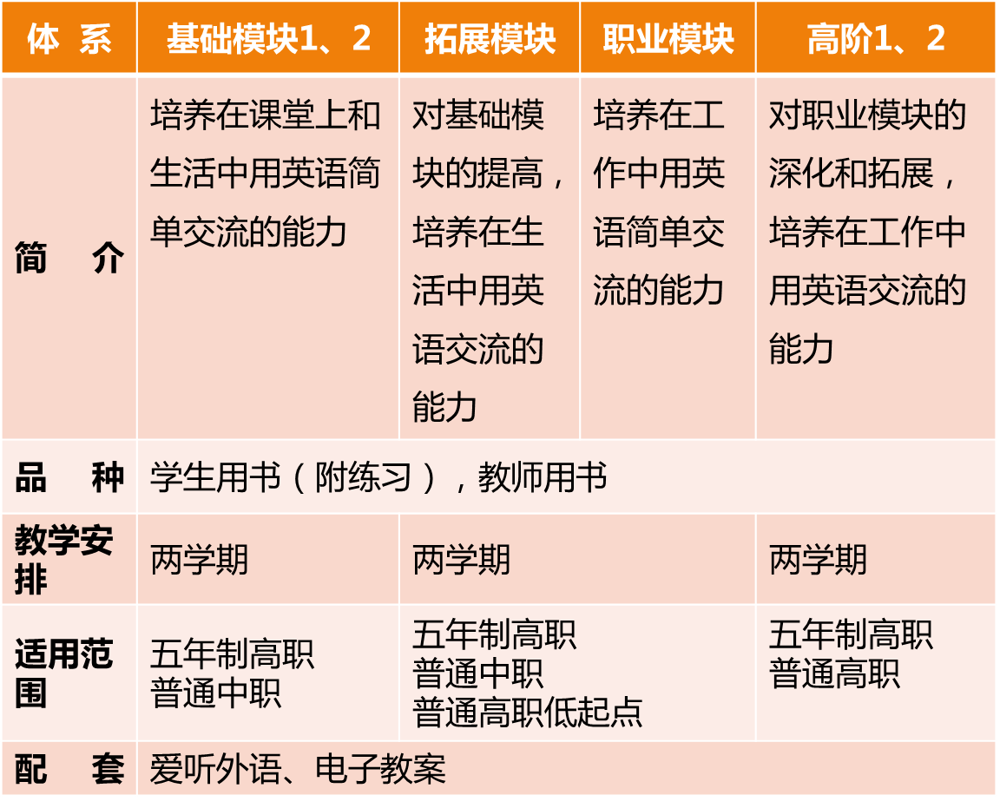 体 系
基础模块1、2
拓展模块
职业模块
高阶1、2
简 介
培养在课堂上和
生活中用英语简
单交流的能力
对基础模
块的提高，
培养在生
活中用英
语交流的
能力
培养在工
作中用英
语简单交
流的能力
对职业模块的
深化和拓展，
培养在工作中
用英语交流的
能力
品 种
学生用书（附练习），教师用书
教学安
排
两学期
两学期
两学期
适用范
围
五年制高职
普通中职
五年制高职
普通中职
普通高职低起点
五年制高职
普通高职
配 套
爱听外语、电子教案